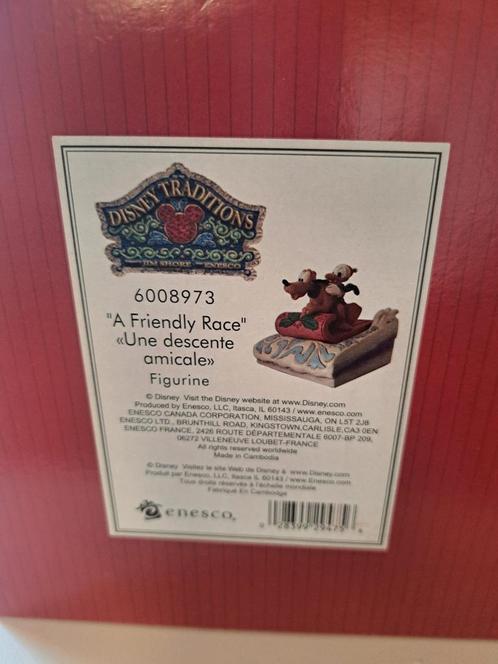 DISNEY TRADITIONS
JIM SHORE ENESCO
6008973
"A Friendly Race"
«Une descente
amicale»
Figurine
© Disney Visit the Disney website at www.Disney.com
Produced by Enesco, LLC, Itasca, IL 60143 / www.enesco.com
ENESCO CANADA CORPORATION, MISSISSAUGA, ON L5T 2J8
ENESCO LTD., BRUNTHILL ROAD, KINGSTOWN,CARLISLE,CA3 0EN
ENESCO FRANCE, 2426 ROUTE DÉPARTEMENTALE 6007-BP 209,
06272 VILLENEUVE LOUBET-FRANCE
All rights reserved worldwide
Made in Cambodia
© Disney Visitez le site Web de Disney à www.Disney.com
Produit par Enesco, LLC, Itasca, IL 60143 / www.enesco.com
Tous droits réservés à l'échelle mondiale
Fabriqué En Cambodge
enesco.
0 28399 29475 4